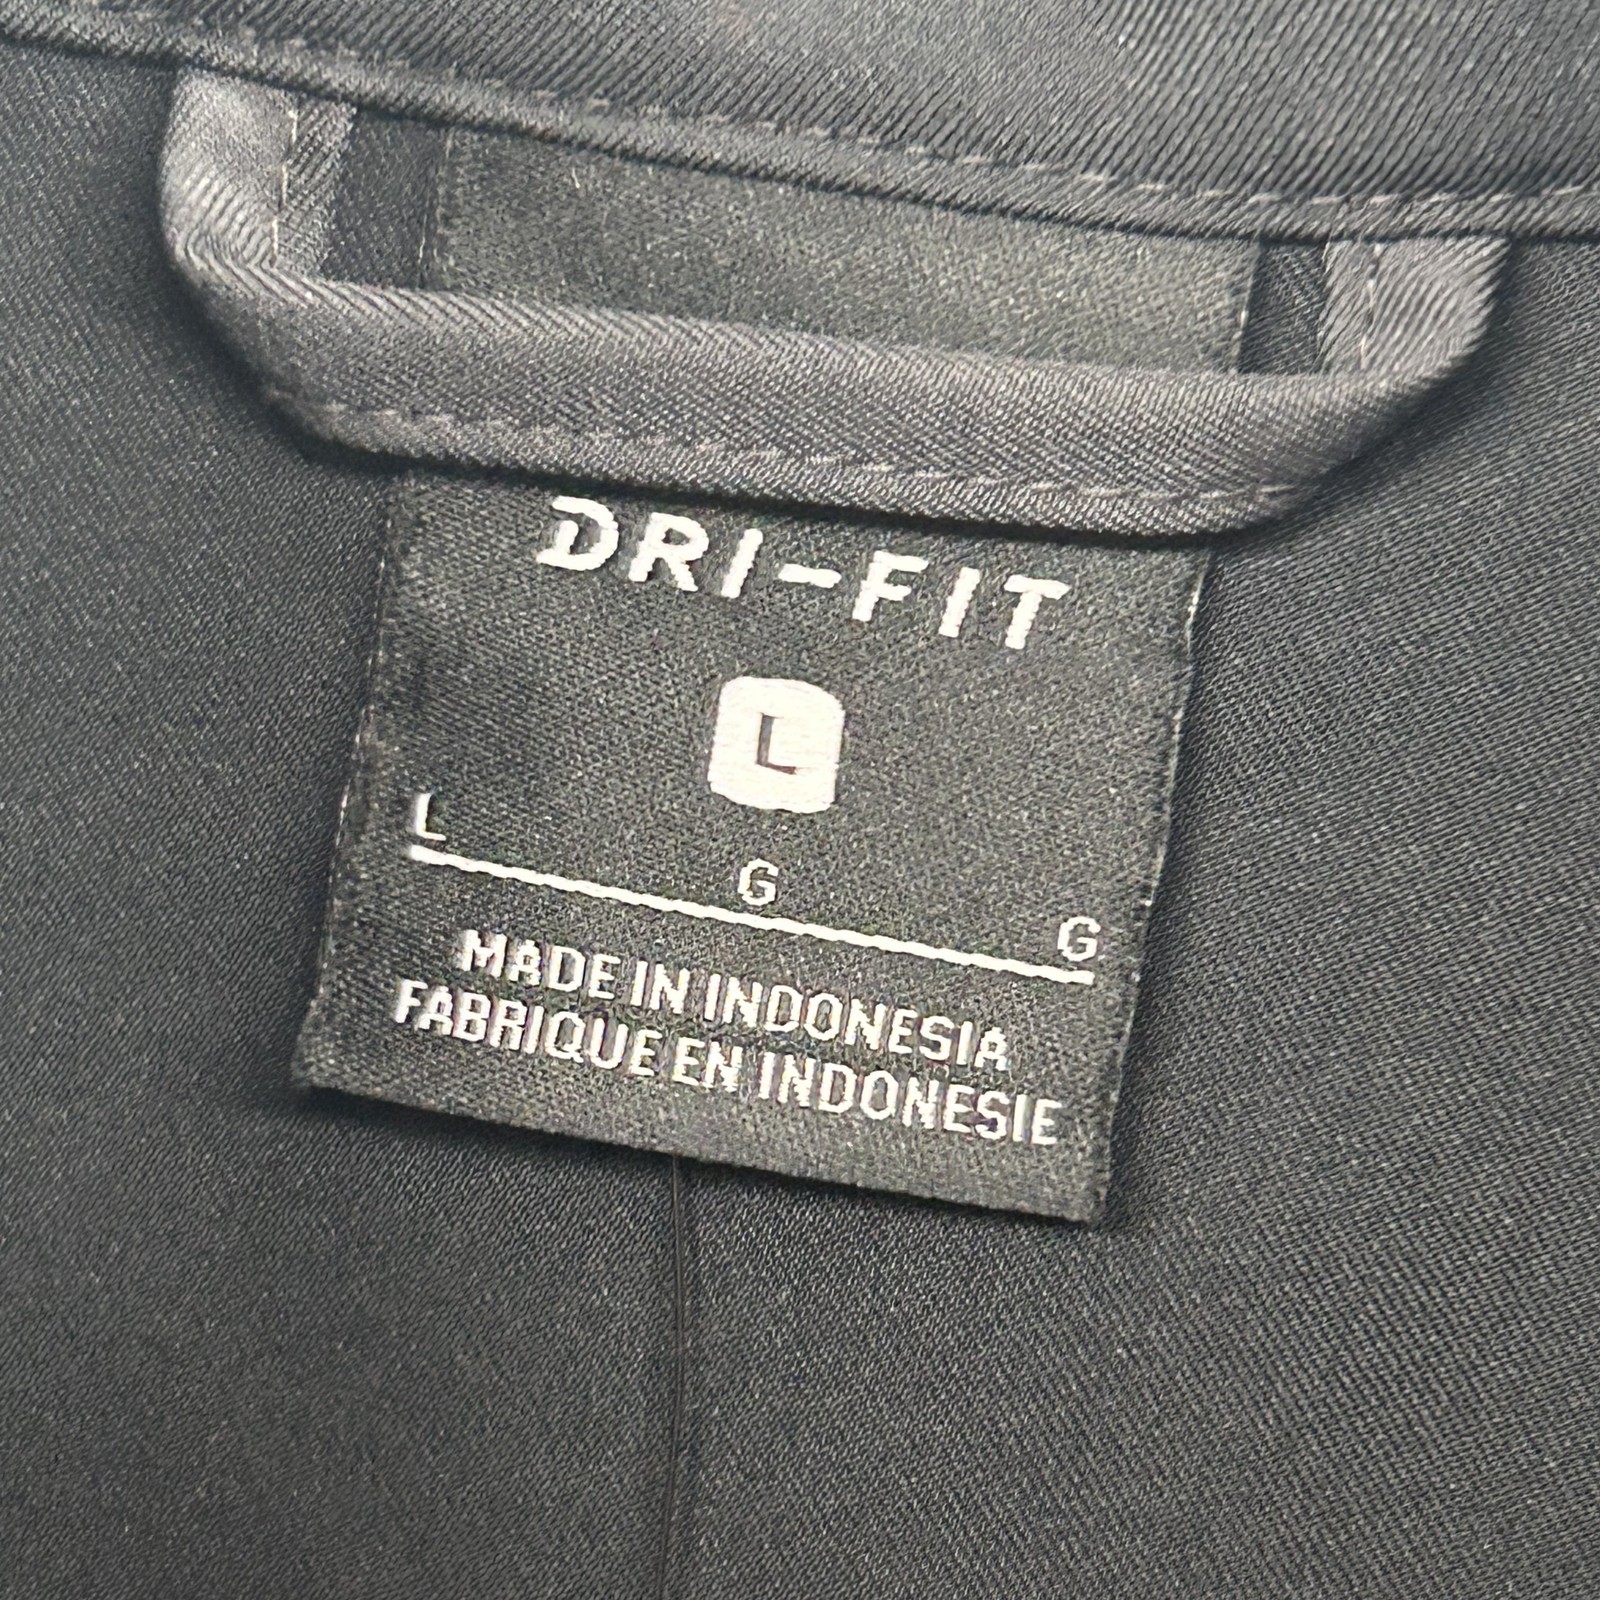 DRI-FIT
L
L G G
MADE IN INDONESIA
FABRIQUE EN INDONESIE